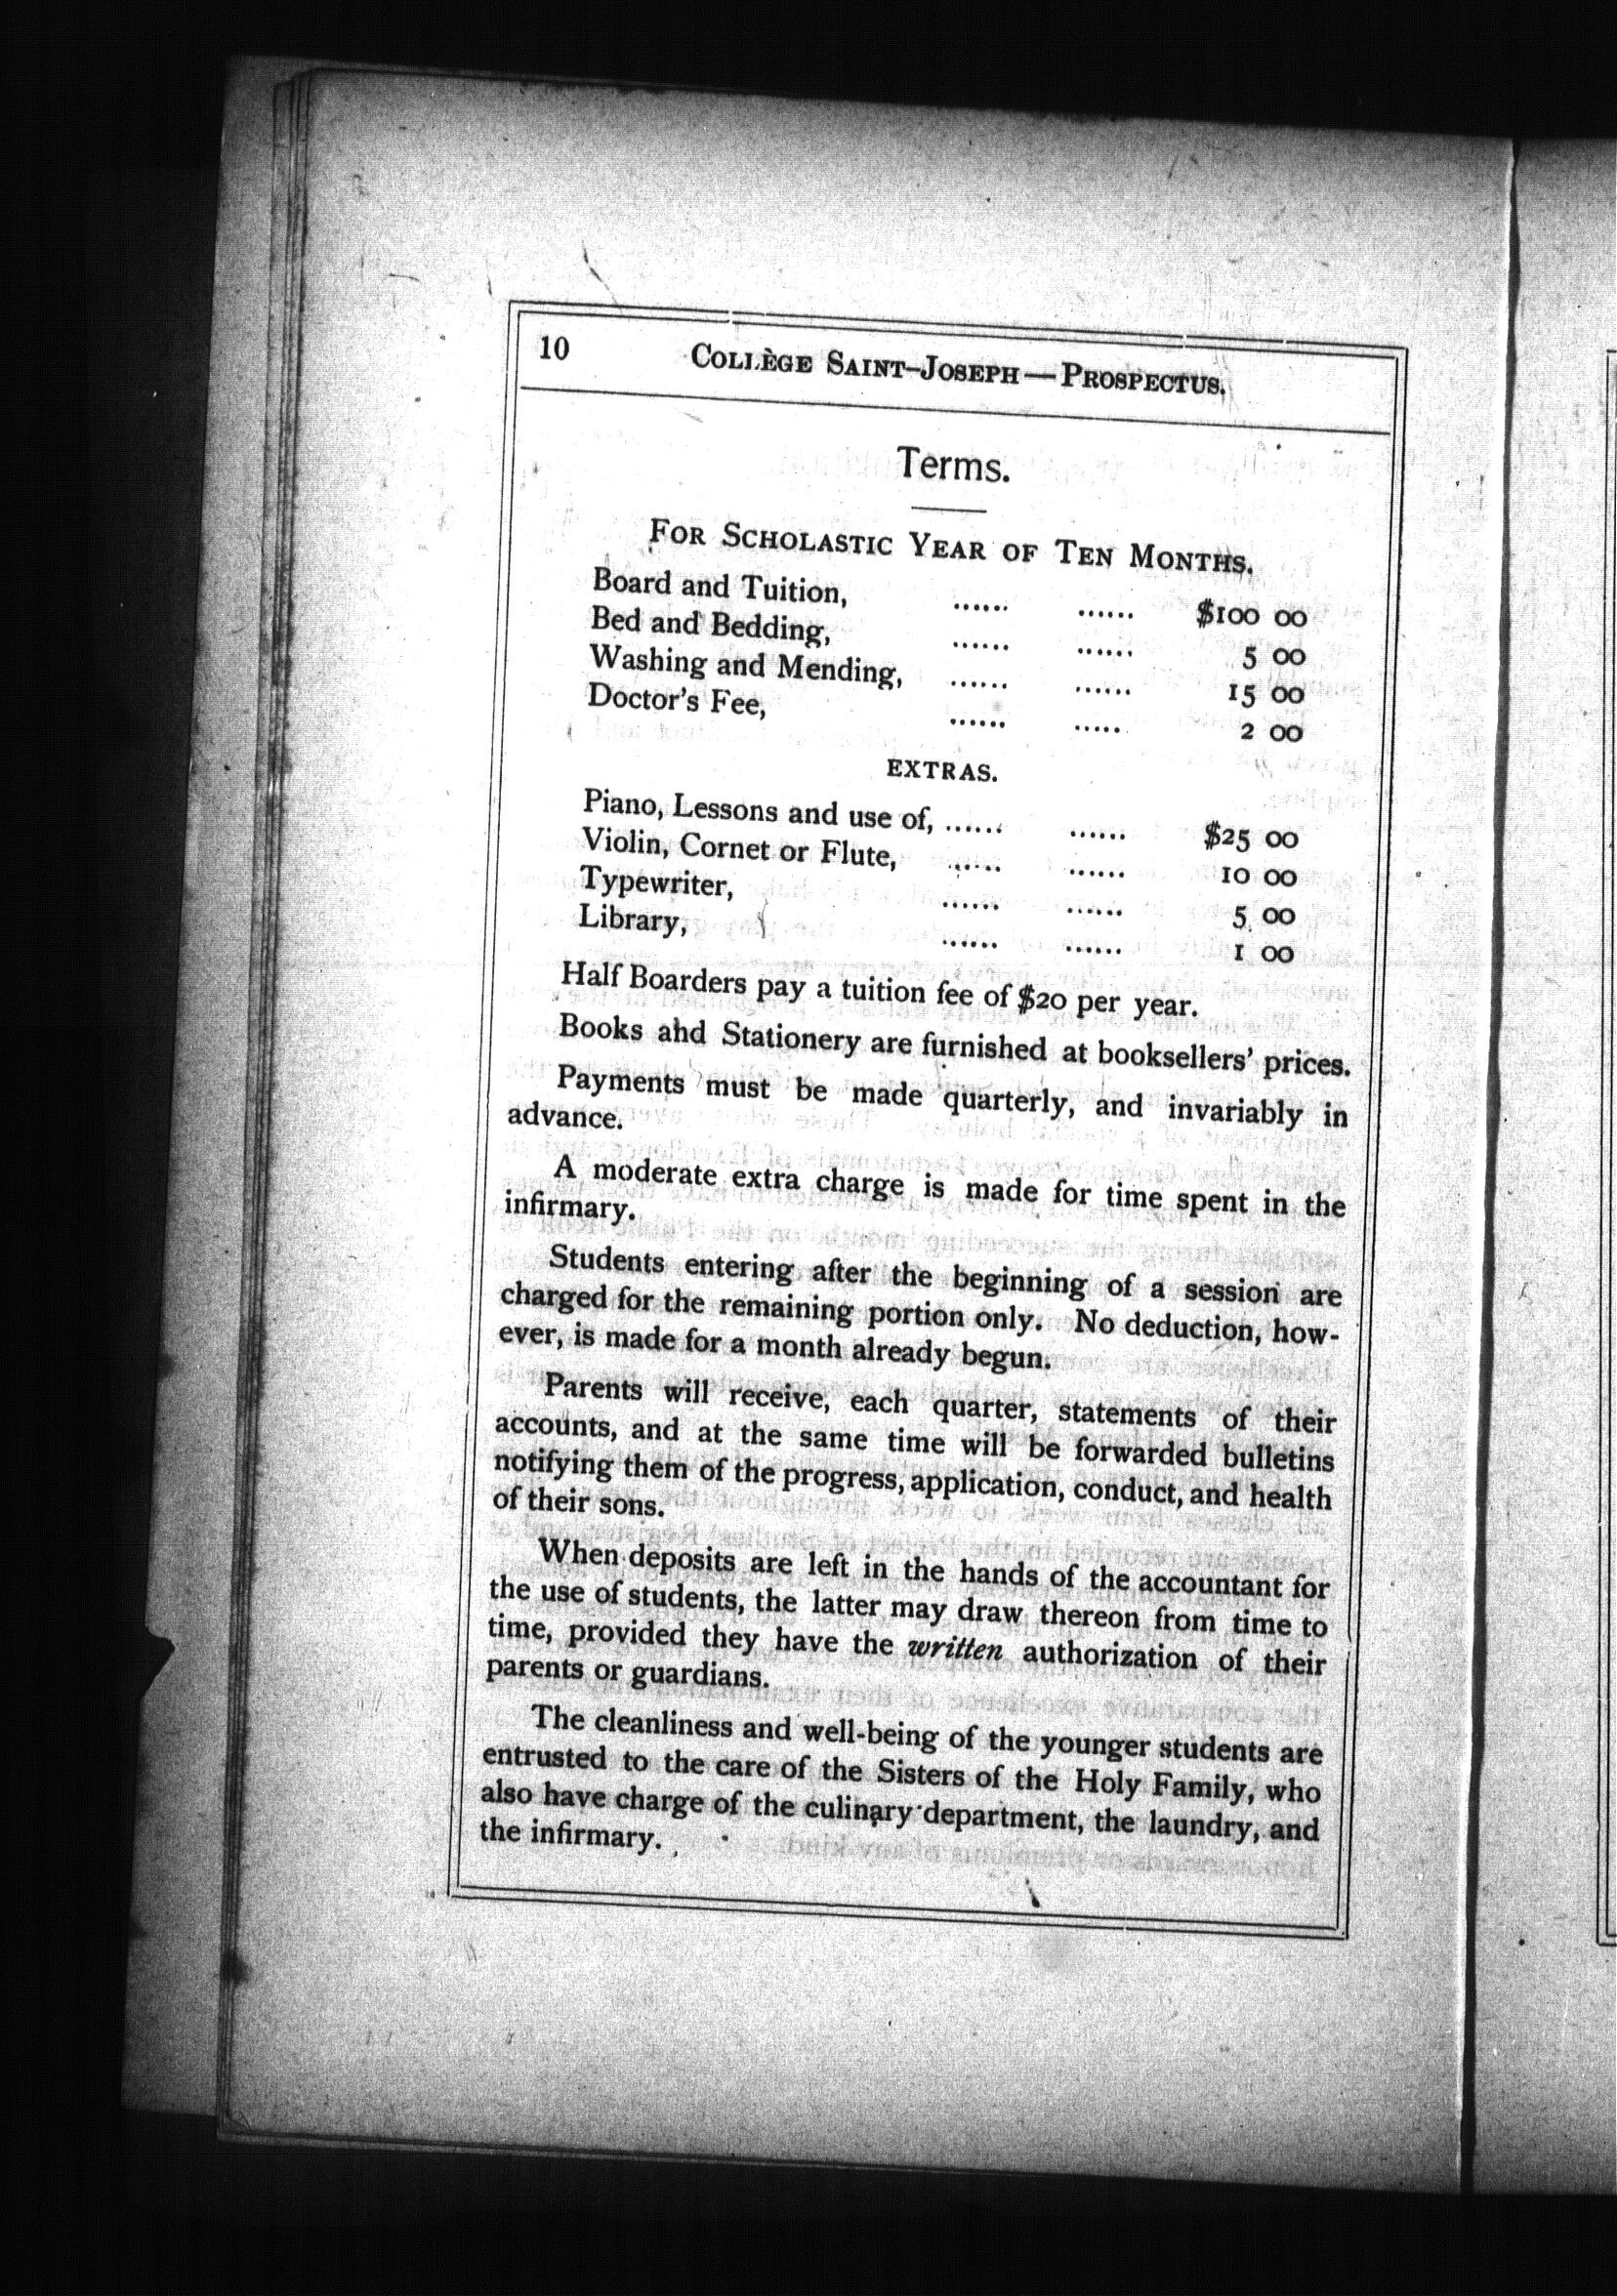 10 COLLÈGE SAINT-JOSEPH — PROSPECTUS.
Terms.
FOR SCHOLASTIC YEAR OF TEN MONTHS.
Board and Tuition, ...... ...... $100 00
Bed and Bedding, ...... ...... 5 00
Washing and Mending, ...... ...... 15 00
Doctor's Fee, ...... ..... 2 00
EXTRAS.
Piano, Lessons and use of, ...... ...... $25 00
Violin, Cornet or Flute, ...... ...... 10 00
Typewriter, ...... ...... 5 00
Library, ...... ...... 1 00
Half Boarders pay a tuition fee of $20 per year.
Books and Stationery are furnished at booksellers' prices.
Payments must be made quarterly, and invariably in
advance.
A moderate extra charge is made for time spent in the
infirmary.
Students entering after the beginning of a session are
charged for the remaining portion only. No deduction, how-
ever, is made for a month already begun.
Parents will receive, each quarter, statements of their
accounts, and at the same time will be forwarded bulletins
notifying them of the progress, application, conduct, and health
of their sons.
When deposits are left in the hands of the accountant for
the use of students, the latter may draw thereon from time to
time, provided they have the written authorization of their
parents or guardians.
The cleanliness and well-being of the younger students are
entrusted to the care of the Sisters of the Holy Family, who
also have charge of the culinary department, the laundry, and
the infirmary.